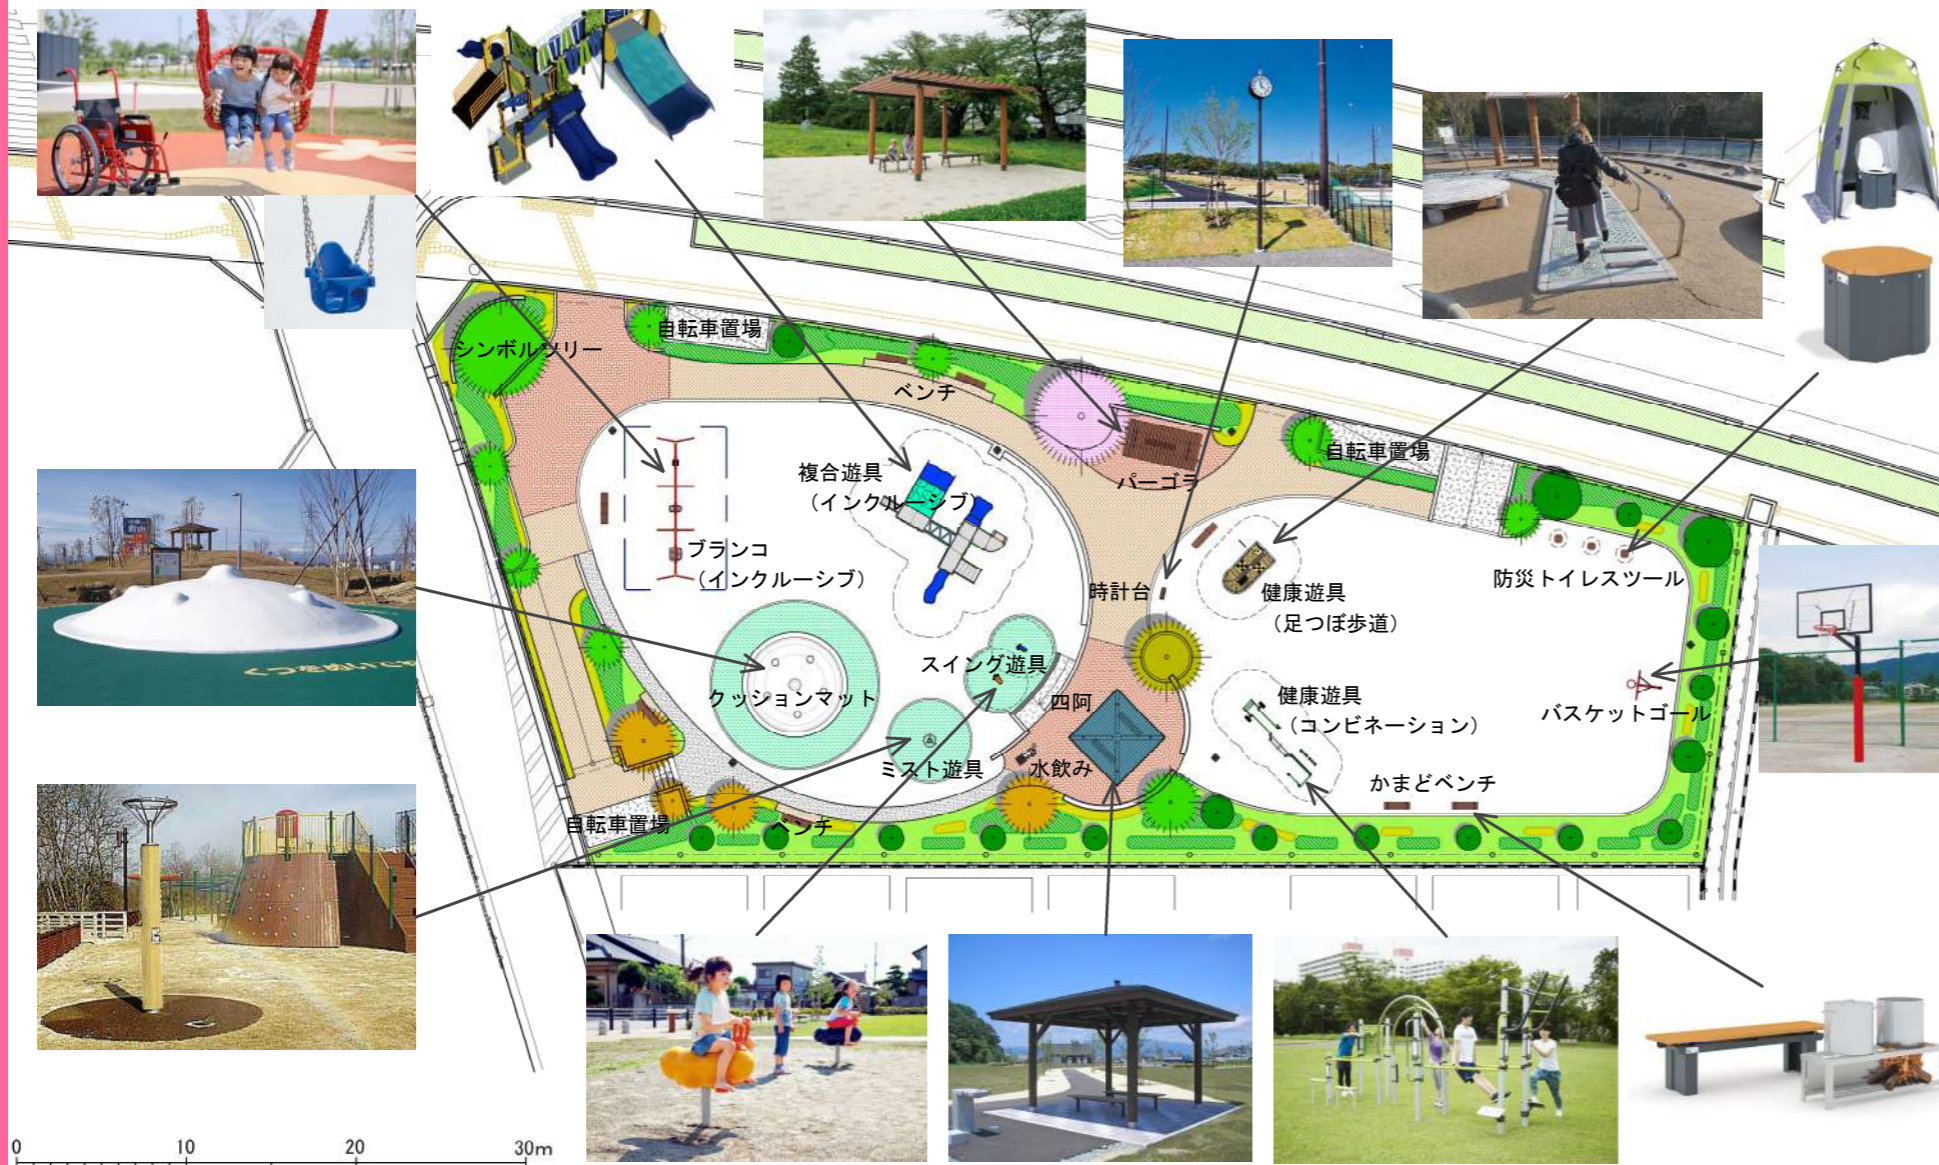 自転車置場
シンボルツリー
ベンチ
自転車置場
パーゴラ
複合遊具
（インクルーシブ）
ブランコ
（インクルーシブ）
時計台
健康遊具
（足つぼ歩道）
防災トイレスツール
スイング遊具
クッションマット
四阿
健康遊具
（コンビネーション）
バスケットゴール
ミスト遊具
水飲み
かまどベンチ
自転車置場
ベンチ
くつをぬいで
0 10 20 30m